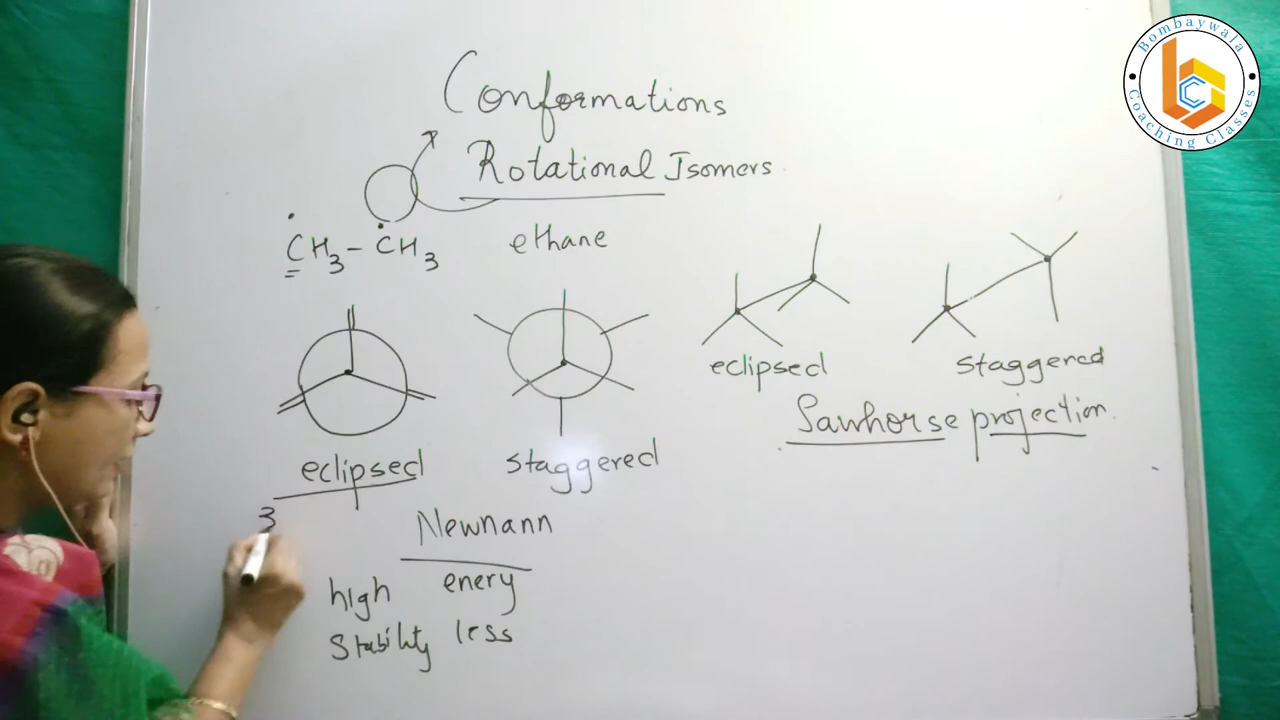 Bombaywala
Coaching Classes
Conformations
Rotational Isomers
CH3 - CH3 ethane
eclipsed
staggered
eclipsed
staggered
Sawhorse projection
Newnann
3
high enery
Stability less